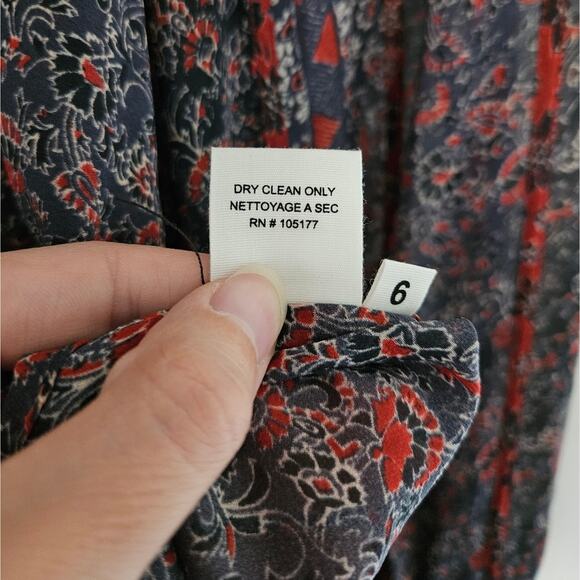 DRY CLEAN ONLY
NETTOYAGE A SEC
RN # 105177
6